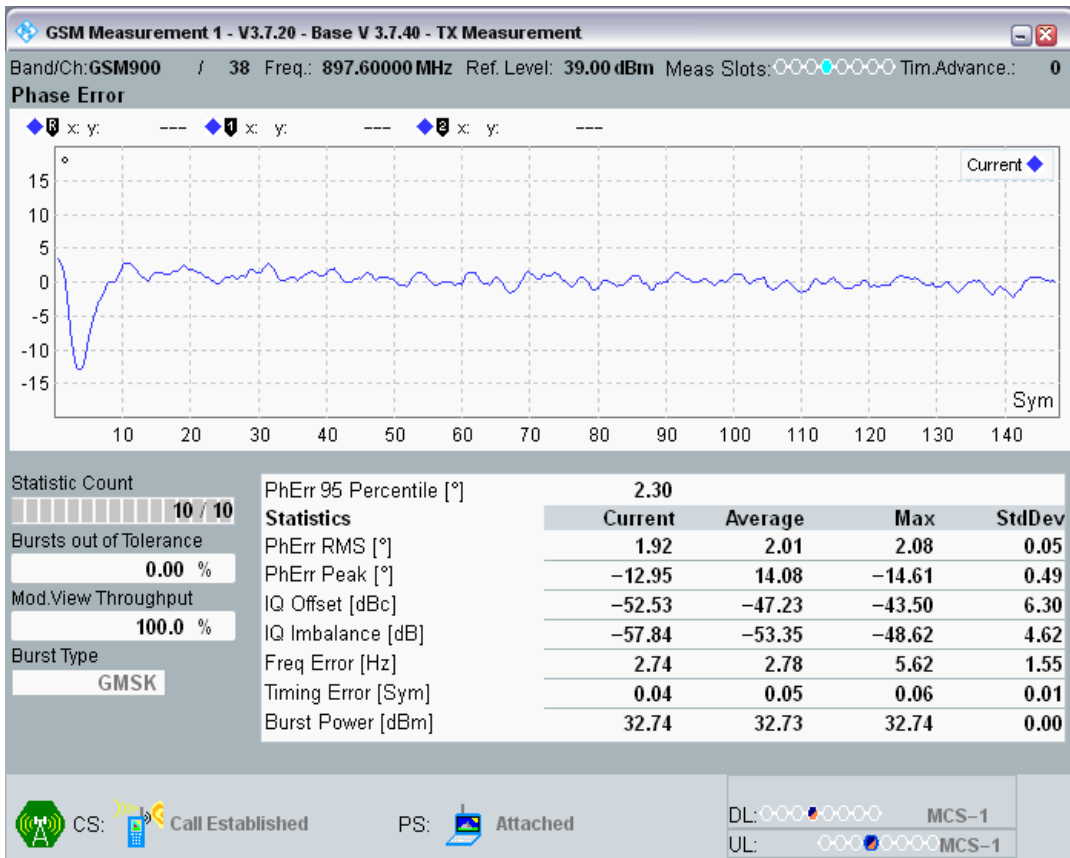 GSM Measurement 1 - V3.7.20 - Base V 3.7.40 - TX Measurement
Band/Ch:GSM900 / 38 Freq.: 897.60000 MHz Ref. Level: 39.00 dBm Meas Slots: Tim.Advance.: 0
Phase Error
R x: y: --- 1 x: y: --- 2 x: y: ---
°
Current
15
10
5
0
-5
-10
-15
Sym
10 20 30 40 50 60 70 80 90 100 110 120 130 140
Statistic Count
10 / 10
Bursts out of Tolerance
0.00 %
Mod.View Throughput
100.0 %
Burst Type
GMSK
PhErr 95 Percentile [°] 2.30
Statistics Current Average Max StdDev
PhErr RMS [°] 1.92 2.01 2.08 0.05
PhErr Peak [°] −12.95 14.08 −14.61 0.49
IQ Offset [dBc] −52.53 −47.23 −43.50 6.30
IQ Imbalance [dB] −57.84 −53.35 −48.62 4.62
Freq Error [Hz] 2.74 2.78 5.62 1.55
Timing Error [Sym] 0.04 0.05 0.06 0.01
Burst Power [dBm] 32.74 32.73 32.74 0.00
CS: Call Established PS: Attached
DL: MCS−1
UL: MCS−1